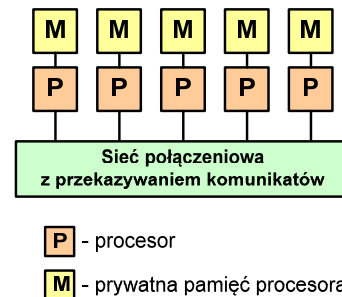 M M M M M
P P P P P
Sieć połączeniowa
z przekazywaniem komunikatów
P - procesor
M - prywatna pamięć procesora